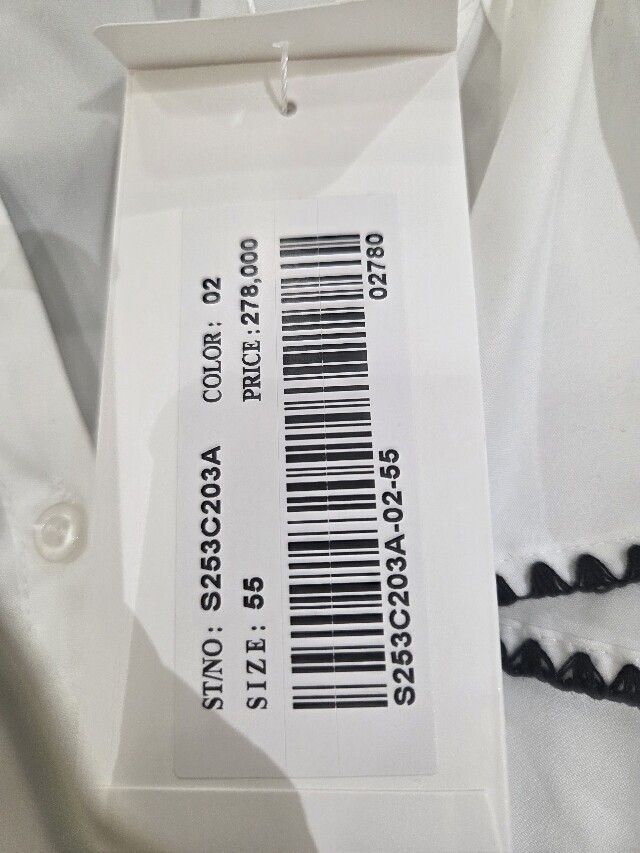 ST/NO: S253C203A COLOR: 02
SIZE: 55 PRICE: 278,000
S253C203A-02-55 02780